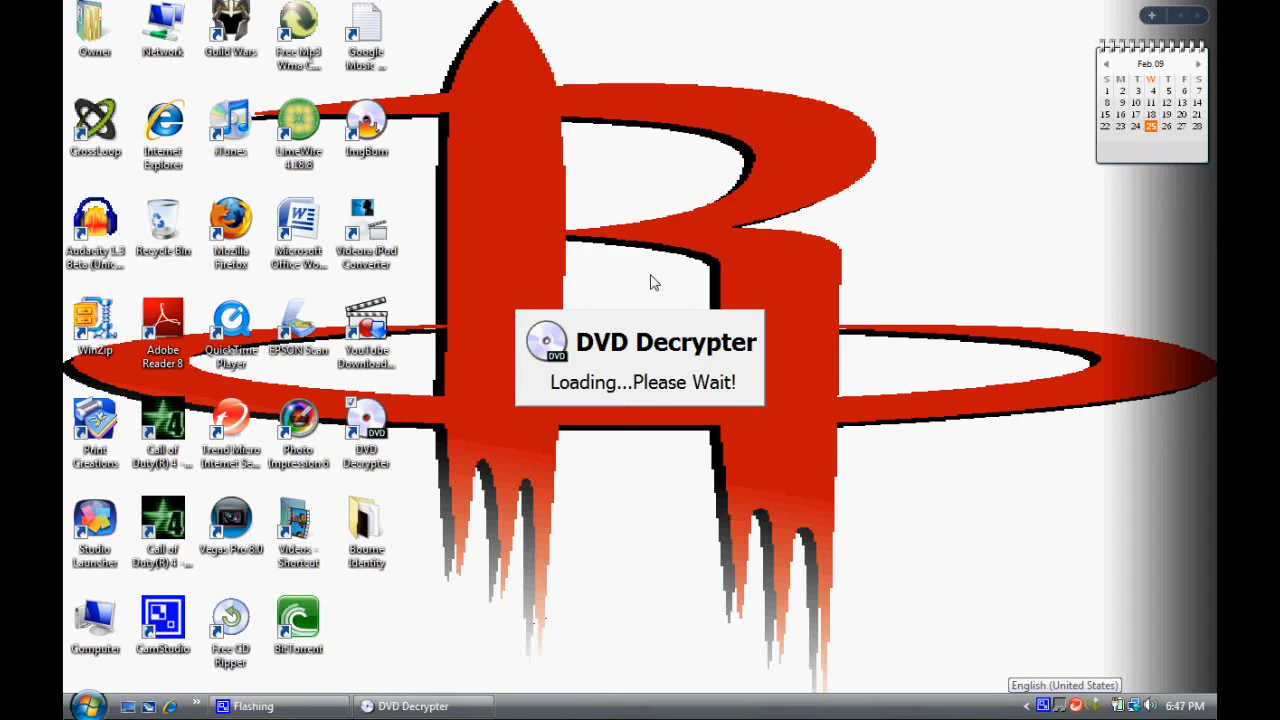 Owner
Network
Guild Wars
Free Mp3
Wma C...
Google
Music ...
Feb 09
S M T W T F S
1 2 3 4 5 6 7
8 9 10 11 12 13 14
15 16 17 18 19 20 21
22 23 24 25 26 27 28
CrossLoop
Internet
Explorer
iTunes
LimeWire
4.18.8
ImgBurn
Audacity 1.3
Beta (Unic...
Recycle Bin
Mozilla
Firefox
Microsoft
Office Wo...
Videora iPod
Converter
WinZip
Adobe
Reader 8
QuickTime
Player
EPSON Scan
YouTube
Download...
DVD
DVD Decrypter
Loading...Please Wait!
Print
Creations
Call of
Duty(R) 4 -...
Trend Micro
Internet Se...
Photo
Impression 6
DVD
DVD
Decrypter
Studio
Launcher
Call of
Duty(R) 4 -...
Vegas Pro 8.0
Videos -
Shortcut
Bourne
Identity
Computer
CamStudio
Free CD
Ripper
BitTorrent
English (United States)
Flashing
DVD Decrypter
6:47 PM